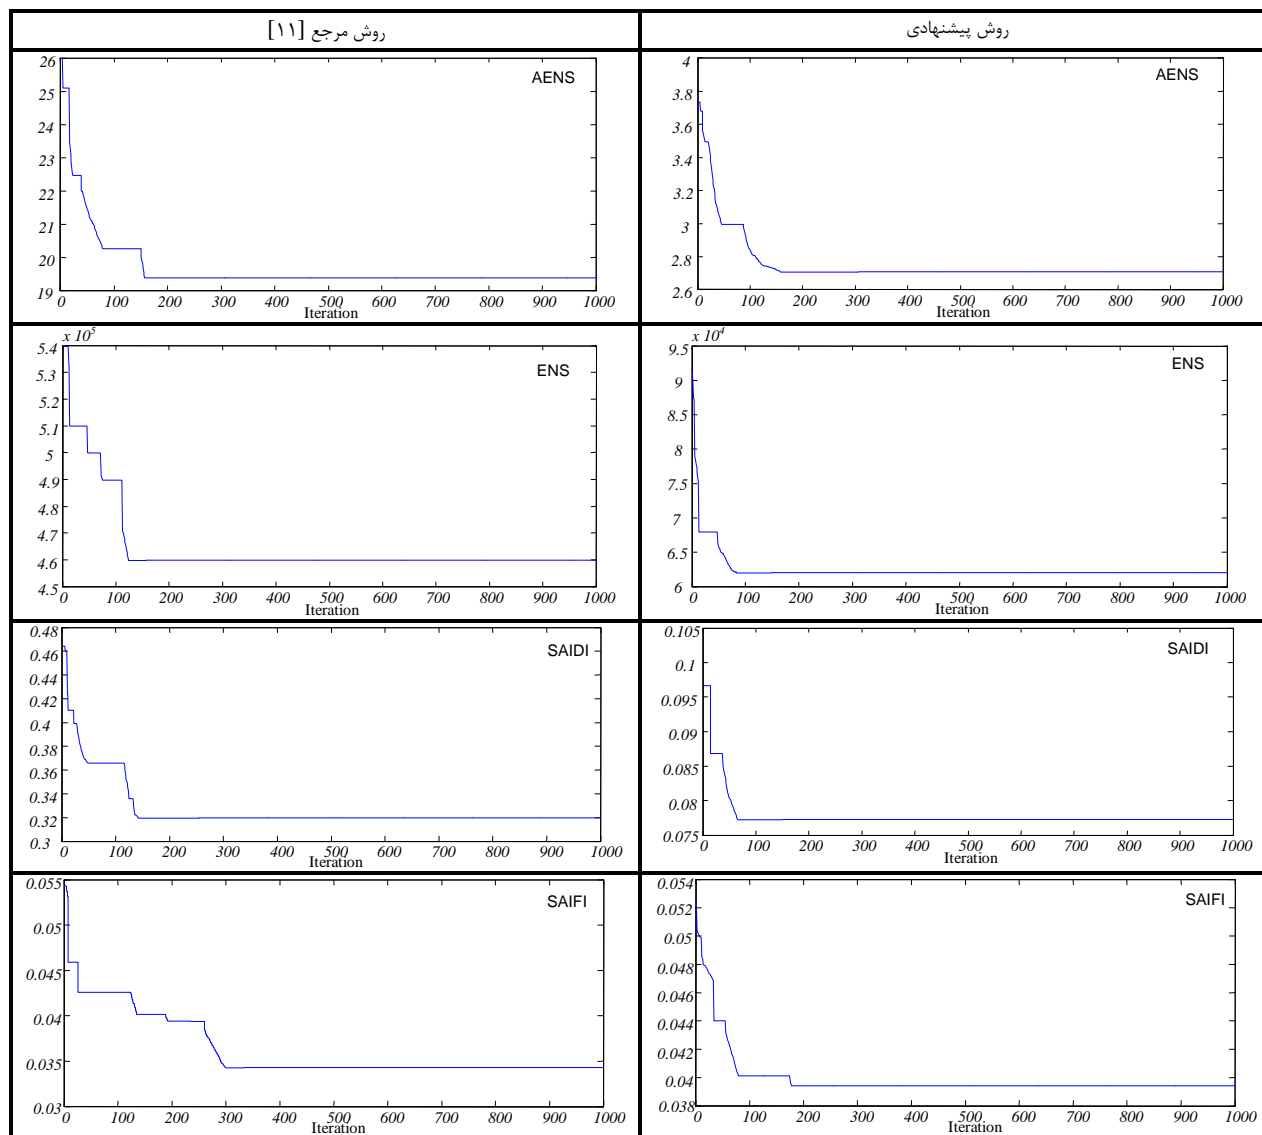 روش پیشنهادی
روش مرجع [۱۱]
AENS
26
25
24
23
22
21
20
19
0 100 200 300 400 500 600 700 800 900 1000
Iteration
AENS
4
3.8
3.6
3.4
3.2
3
2.8
2.6
0 100 200 300 400 500 600 700 800 900 1000
Iteration
x 10⁵
ENS
5.4
5.3
5.2
5.1
5
4.9
4.8
4.7
4.6
4.5
0 100 200 300 400 500 600 700 800 900 1000
Iteration
x 10⁴
ENS
9.5
9
8.5
8
7.5
7
6.5
6
0 100 200 300 400 500 600 700 800 900 1000
Iteration
SAIDI
0.48
0.46
0.44
0.42
0.4
0.38
0.36
0.34
0.32
0.3
0 100 200 300 400 500 600 700 800 900 1000
Iteration
SAIDI
0.105
0.1
0.095
0.09
0.085
0.08
0.075
0 100 200 300 400 500 600 700 800 900 1000
Iteration
SAIFI
0.055
0.05
0.045
0.04
0.035
0.03
0 100 200 300 400 500 600 700 800 900 1000
Iteration
SAIFI
0.054
0.052
0.05
0.048
0.046
0.044
0.042
0.04
0.038
0 100 200 300 400 500 600 700 800 900 1000
Iteration